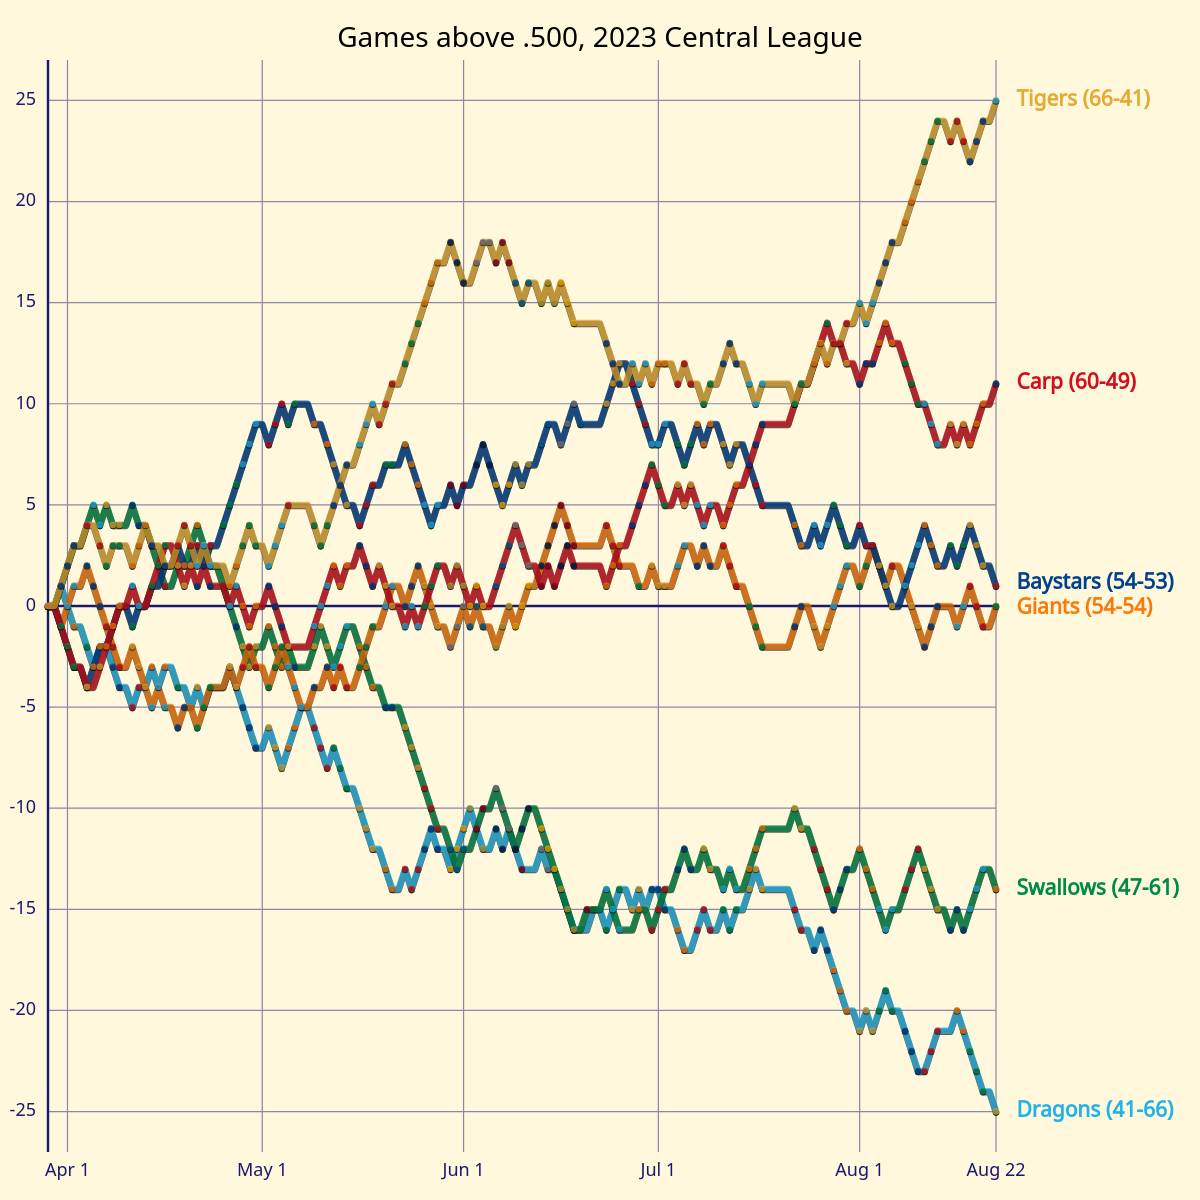 Games above .500, 2023 Central League
25
20
15
10
5
0
-5
-10
-15
-20
-25
Tigers (66-41)
Carp (60-49)
Baystars (54-53)
Giants (54-54)
Swallows (47-61)
Dragons (41-66)
Apr 1
May 1
Jun 1
Jul 1
Aug 1
Aug 22